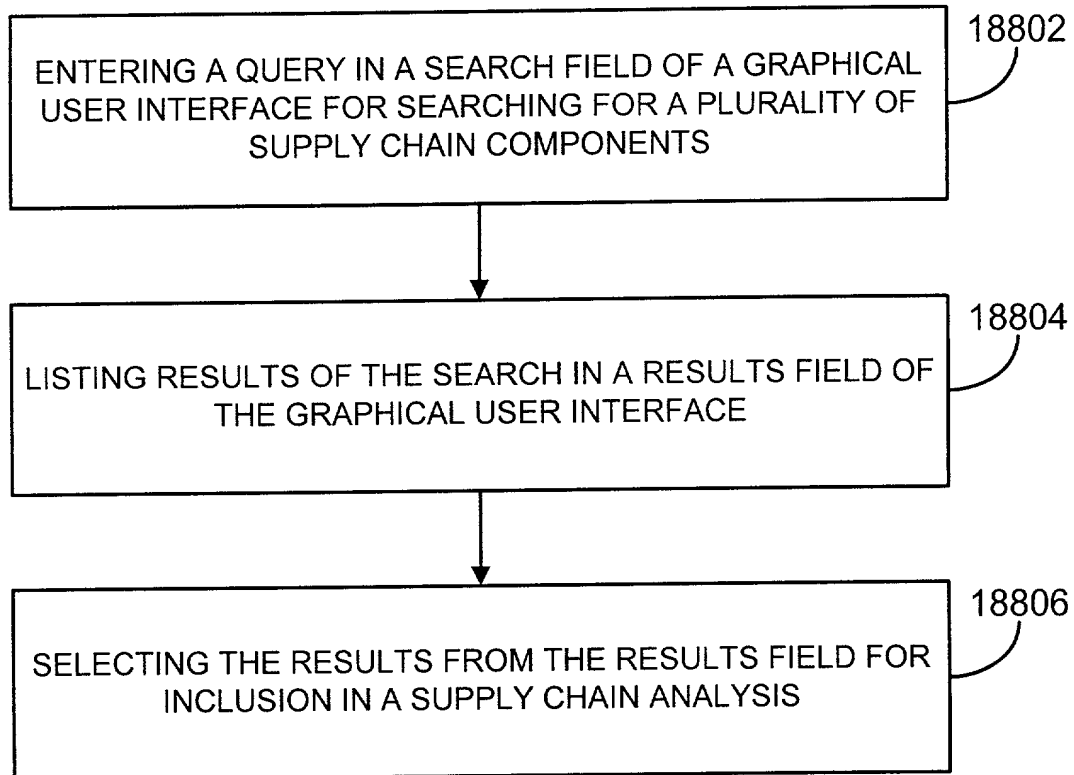 18802
ENTERING A QUERY IN A SEARCH FIELD OF A GRAPHICAL
USER INTERFACE FOR SEARCHING FOR A PLURALITY OF
SUPPLY CHAIN COMPONENTS
18804
LISTING RESULTS OF THE SEARCH IN A RESULTS FIELD OF
THE GRAPHICAL USER INTERFACE
18806
SELECTING THE RESULTS FROM THE RESULTS FIELD FOR
INCLUSION IN A SUPPLY CHAIN ANALYSIS